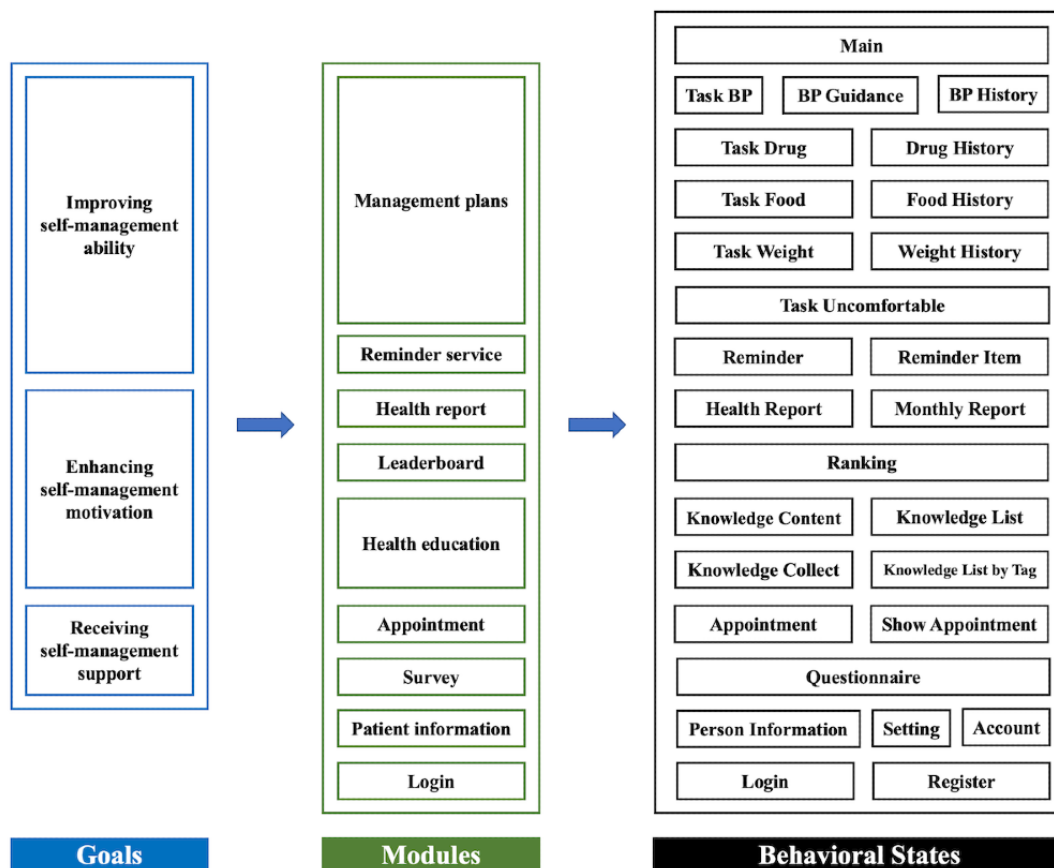 Improving
self-management
ability
Enhancing
self-management
motivation
Receiving
self-management
support
Goals
Management plans
Reminder service
Health report
Leaderboard
Health education
Appointment
Survey
Patient information
Login
Modules
Main
Task BP
BP Guidance
BP History
Task Drug
Drug History
Task Food
Food History
Task Weight
Weight History
Task Uncomfortable
Reminder
Reminder Item
Health Report
Monthly Report
Ranking
Knowledge Content
Knowledge List
Knowledge Collect
Knowledge List by Tag
Appointment
Show Appointment
Questionnaire
Person Information
Setting
Account
Login
Register
Behavioral States